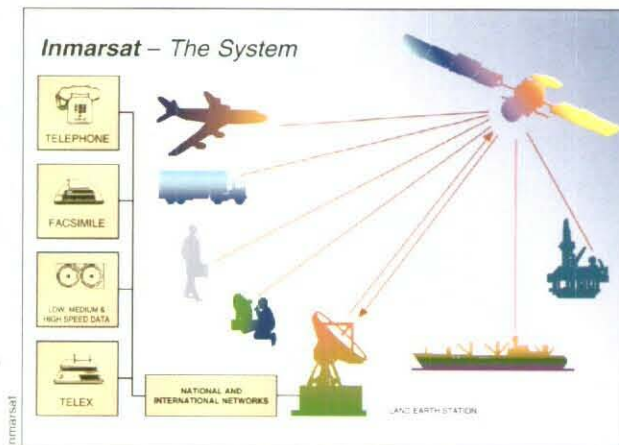 Inmarsat – The System
TELEPHONE
FACSIMILE
LOW, MEDIUM &
HIGH SPEED DATA
TELEX
NATIONAL AND
INTERNATIONAL NETWORKS
LAND EARTH STATION
Inmarsat